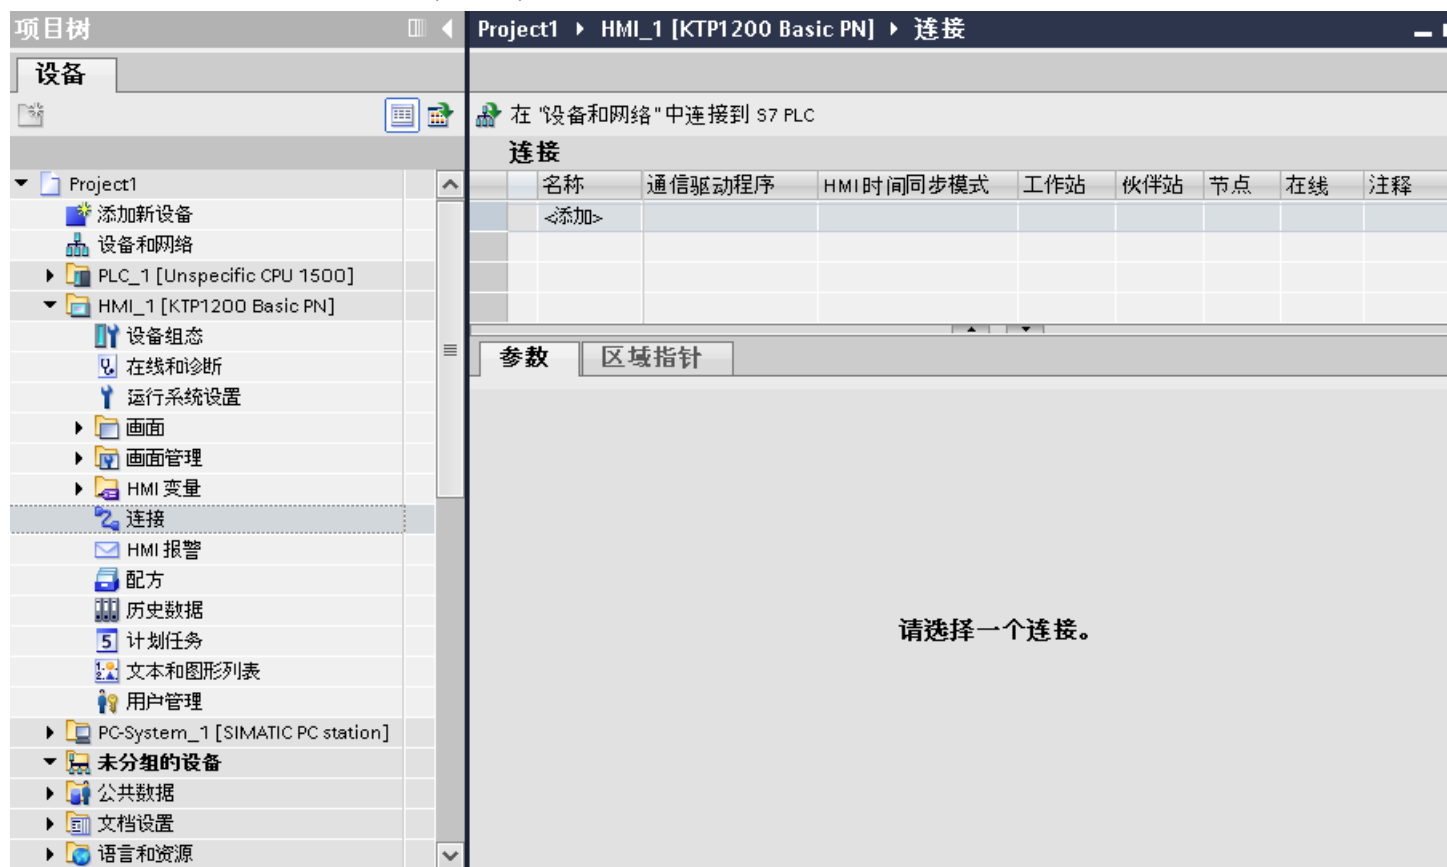 项目树
设备
Project1
添加新设备
设备和网络
PLC_1 [Unspecific CPU 1500]
HMI_1 [KTP1200 Basic PN]
设备组态
在线和诊断
运行系统设置
画面
画面管理
HMI 变量
连接
HMI 报警
配方
历史数据
计划任务
文本和图形列表
用户管理
PC-System_1 [SIMATIC PC station]
未分组的设备
公共数据
文档设置
语言和资源
Project1 HMI_1 [KTP1200 Basic PN] 连接
在 "设备和网络" 中连接到 S7 PLC
连接
名称 通信驱动程序 HMI时间同步模式 工作站 伙伴站 节点 在线 注释
<添加>
参数 区域指针
请选择一个连接。